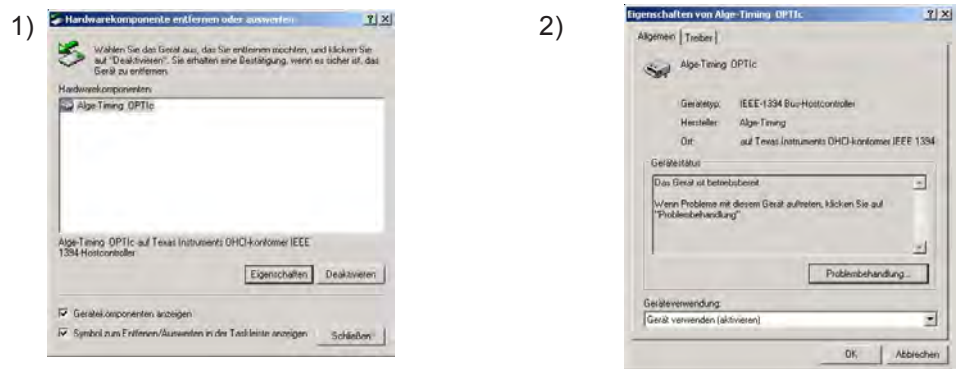 1)
Hardwarekomponente entfernen oder auswerfen
Wählen Sie das Gerät aus, das Sie entfernen möchten, und klicken Sie
auf "Deaktivieren". Sie erhalten eine Bestätigung, wenn es sicher ist, das
Gerät zu entfernen.
Hardwarekomponenten:
Alge-Timing OPTIc
Alge-Timing OPTIc auf Texas Instruments OHCI-konformer IEEE
1394-Hostcontroller
Eigenschaften
Deaktivieren
Gerätekomponenten anzeigen
Symbol zum Entfernen/Auswerfen in der Taskleiste anzeigen
Schließen
2)
Eigenschaften von Alge-Timing OPTIc
Allgemein
Treiber
Alge-Timing OPTIc
Gerätetyp: IEEE-1394 Bus-Hostcontroller
Hersteller: Alge-Timing
Ort: auf Texas Instruments OHCI-konformer IEEE 1394
Gerätestatus
Das Gerät ist betriebsbereit.
Wenn Probleme mit diesem Gerät auftreten, klicken Sie auf
"Problembehandlung".
Problembehandlung...
Geräteverwendung:
Gerät verwenden (aktivieren)
OK
Abbrechen